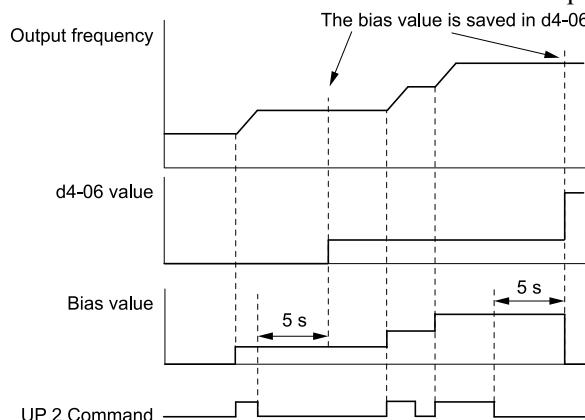 The bias value is saved in d4-06
Output frequency
d4-06 value
Bias value
5 s
5 s
UP 2 Command